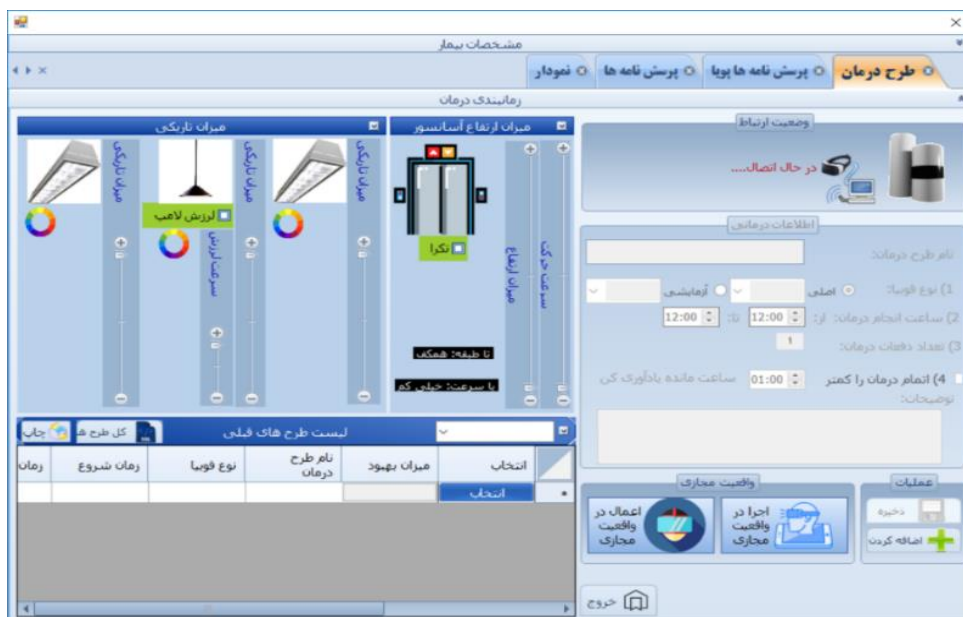 مشخصات بیمار
طرح درمان
پرسش نامه ها پویا
پرسش نامه ها
نمودار
زمانبندی درمان
وضعیت ارتباط
در حال اتصال....
اطلاعات درمانی
نام طرح درمان:
1) نوع فوبیا: اصلی آزمایشی
2) ساعت انجام درمان: از: 12:00 تا: 12:00
3) تعداد دفعات درمان: ۱
4) اتمام درمان را کمتر 01:00 ساعت مانده یادآوری کن
توضیحات:
واقعیت مجازی
اجرا در
واقعیت
مجازی
اعمال در
واقعیت
مجازی
عملیات
ذخیره
اضافه کردن
خروج
میزان ارتفاع آسانسور
سرعت حرکت
میزان ارتفاع
تکرا
تا طبقه: همکف
با سرعت: خیلی کم
میزان تاریکی
میزان تاریکی
میزان تاریکی
لرزش لاهپ
سرعت لرزش
میزان تاریکی
لیست طرح های قبلی
کل طرح ه
چاپ
انتخاب
میزان بهبود
نام طرح
درمان
نوع فوبیا
زمان شروع
زمان
انتخاب